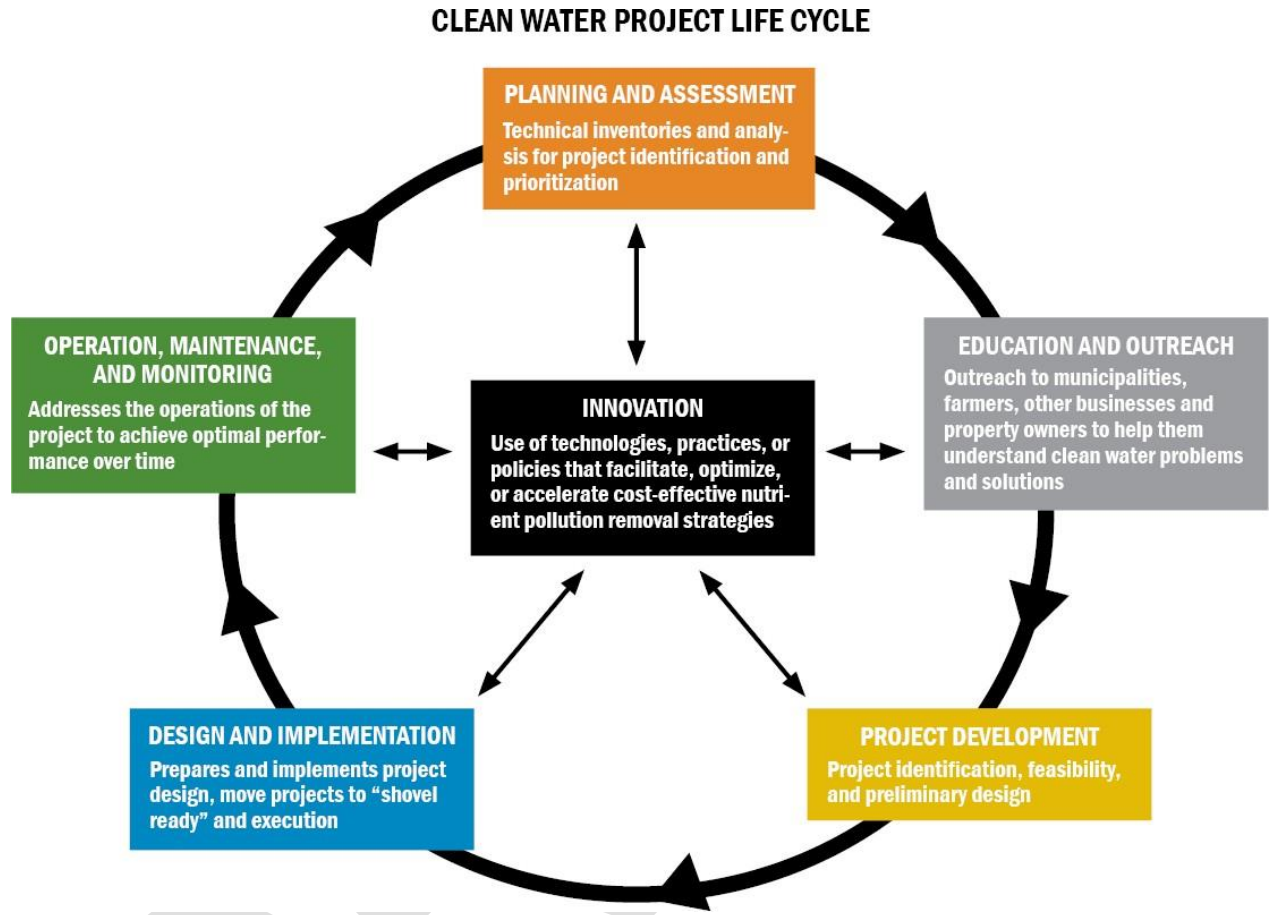 CLEAN WATER PROJECT LIFE CYCLE
PLANNING AND ASSESSMENT
Technical inventories and analy-
sis for project identification and
prioritization
OPERATION, MAINTENANCE,
AND MONITORING
Addresses the operations of the
project to achieve optimal perfor-
mance over time
INNOVATION
Use of technologies, practices, or
policies that facilitate, optimize,
or accelerate cost-effective nutri-
ent pollution removal strategies
EDUCATION AND OUTREACH
Outreach to municipalities,
farmers, other businesses and
property owners to help them
understand clean water problems
and solutions
DESIGN AND IMPLEMENTATION
Prepares and implements project
design, move projects to “shovel
ready” and execution
PROJECT DEVELOPMENT
Project identification, feasibility,
and preliminary design